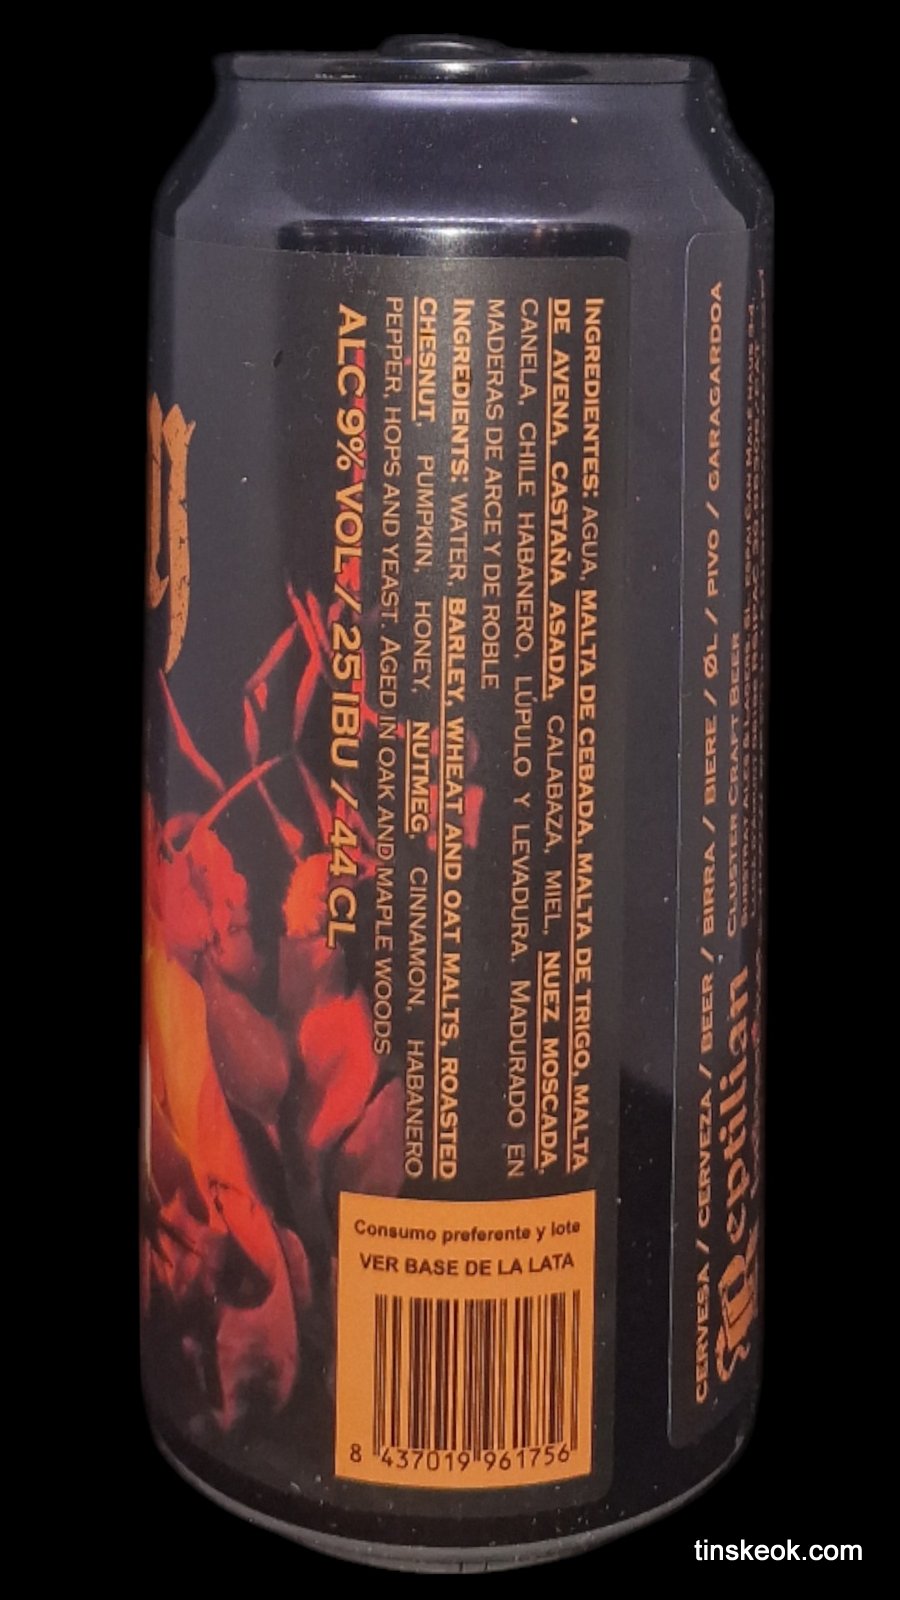 INGREDIENTES: AGUA, MALTA DE CEBADA, MALTA DE TRIGO, MALTA
DE AVENA, CASTAÑA ASADA, CALABAZA, MIEL, NUEZ MOSCADA,
CANELA, CHILE HABANERO, LÚPULO Y LEVADURA. MADURADO EN
MADERAS DE ARCE Y DE ROBLE
INGREDIENTS: WATER, BARLEY, WHEAT AND OAT MALTS, ROASTED
CHESNUT, PUMPKIN, HONEY, NUTMEG, CINNAMON, HABANERO
PEPPER, HOPS AND YEAST. AGED IN OAK AND MAPLE WOODS
ALC 9% VOL / 25 IBU / 44 CL
Consumo preferente y lote
VER BASE DE LA LATA
8 437019 961756
CERVESA / CERVEZA / BEER / BIRRA / BIERE / ØL / PIVO / GARAGARDOA
Reptilian
CLUSTER CRAFT BEER
tinskeok.com